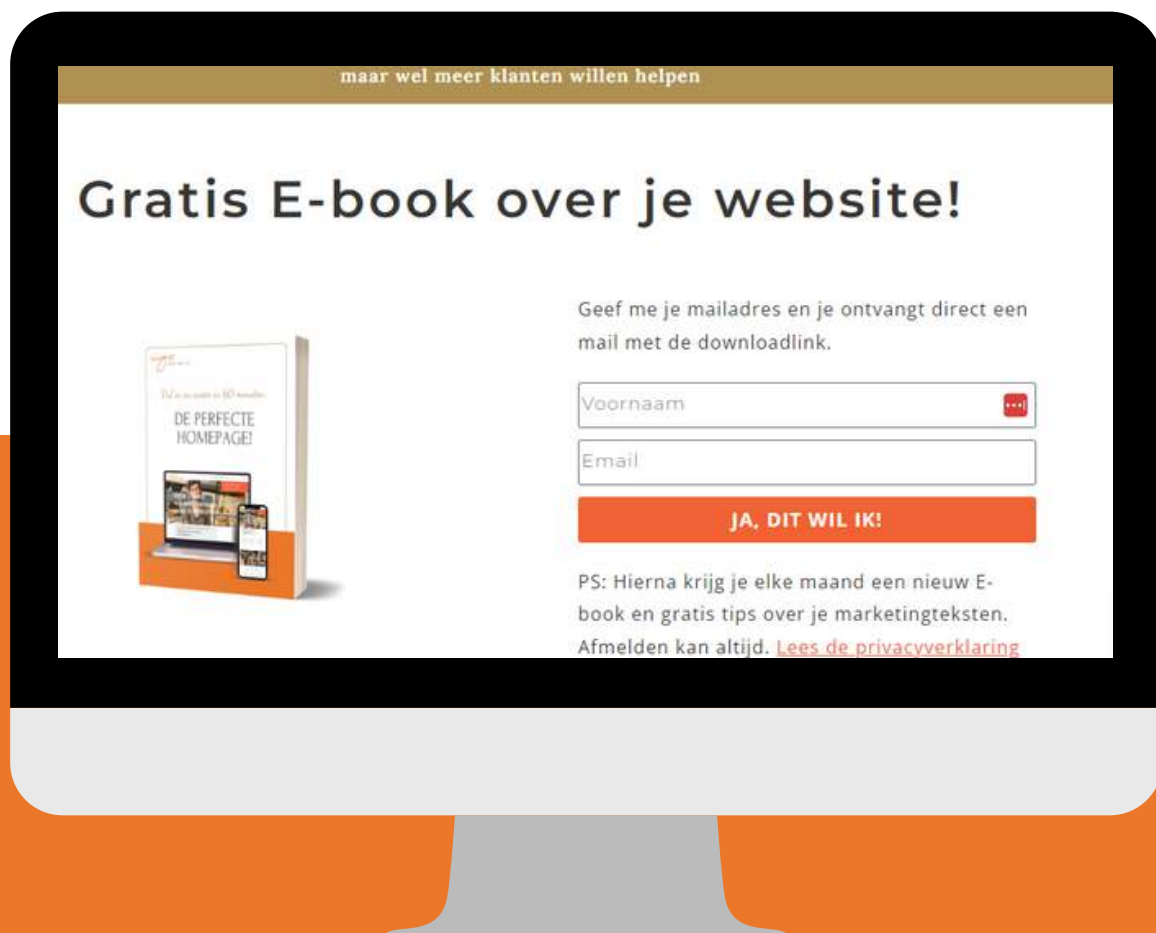 maar wel meer klanten willen helpen
Gratis E-book over je website!
Geef me je mailadres en je ontvangt direct een
mail met de downloadlink.
DE PERFECTE
HOMEPAGE!
Voornaam
Email
JA, DIT WIL IK!
PS: Hierna krijg je elke maand een nieuw E-
book en gratis tips over je marketingteksten.
Afmelden kan altijd. Lees de privacyverklaring